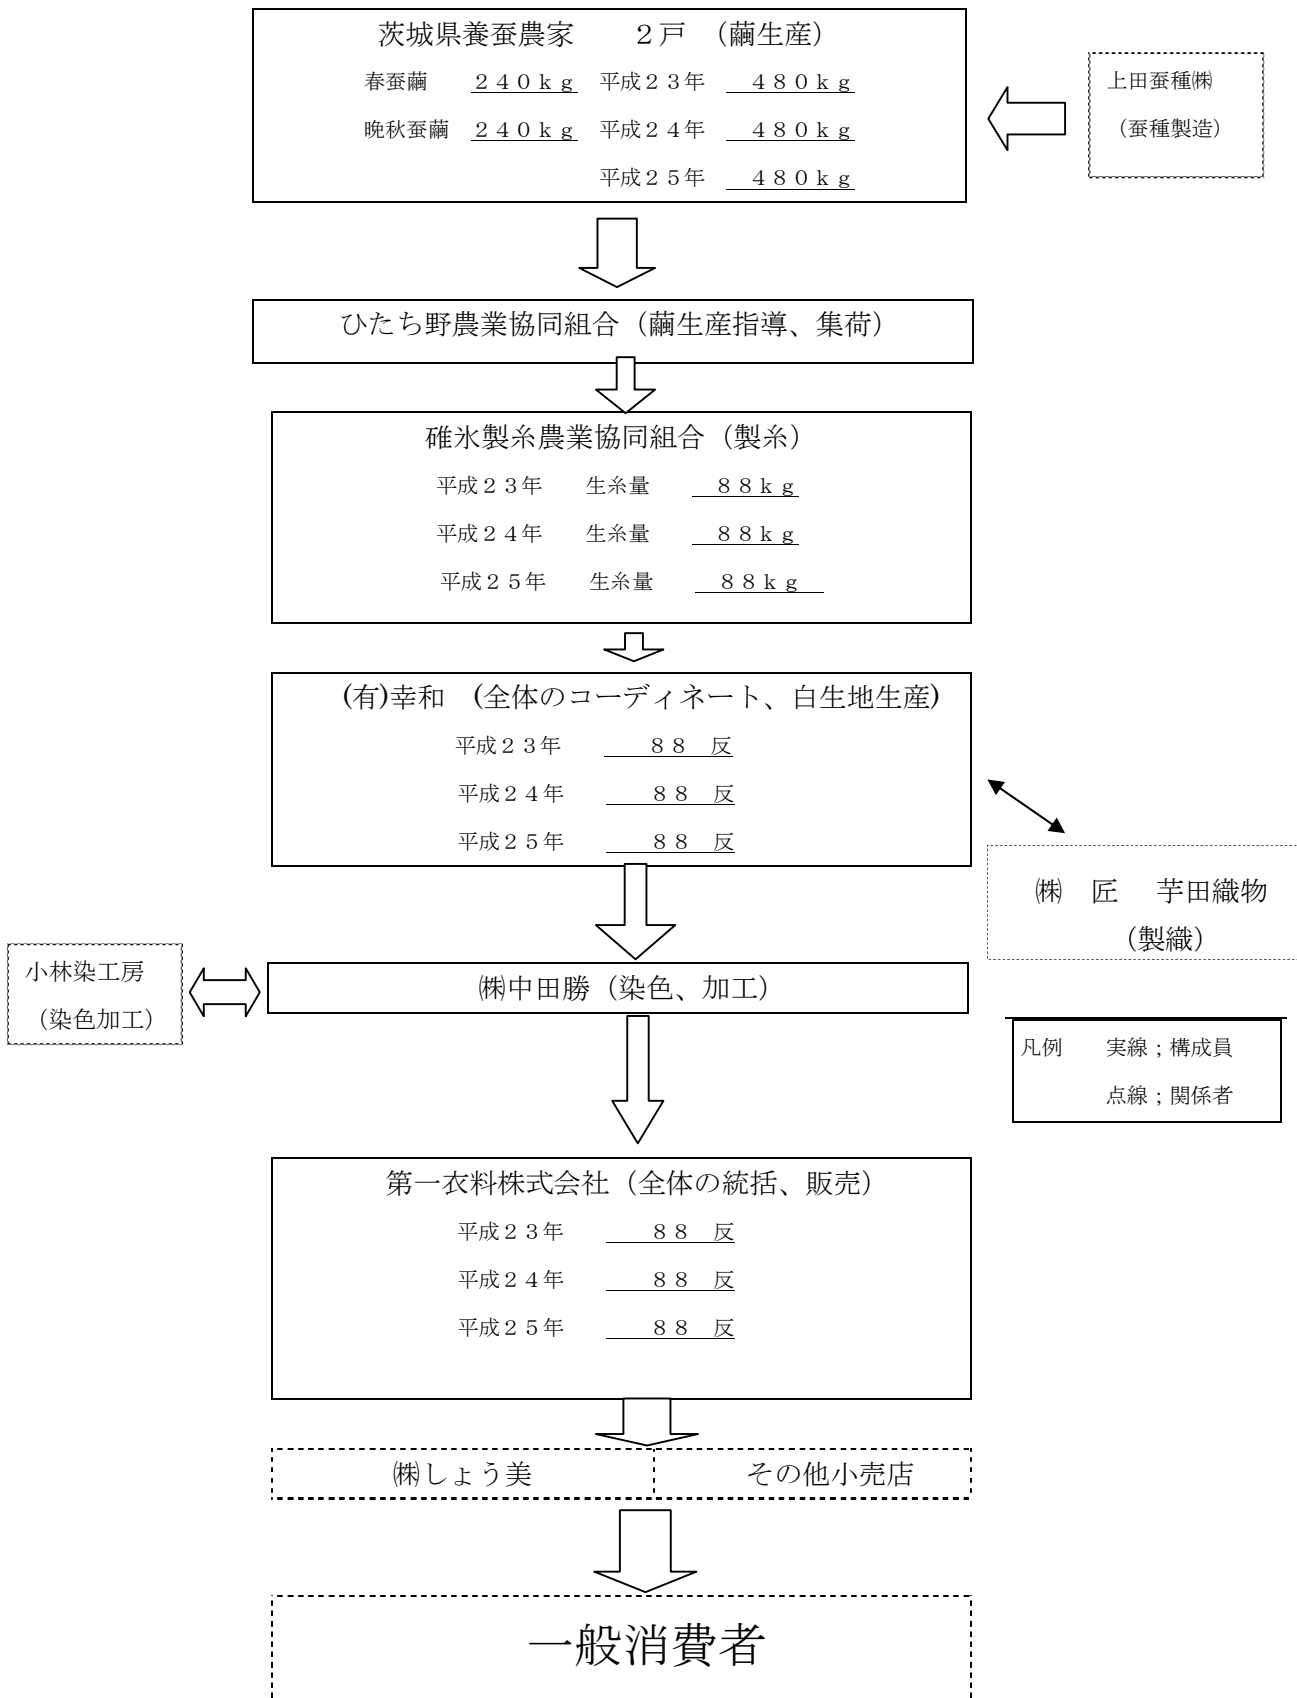 茨城県養蚕農家　　２戸　（繭生産）
春蚕繭　２４０ｋｇ　平成２３年　４８０ｋｇ
晩秋蚕繭　２４０ｋｇ　平成２４年　４８０ｋｇ
平成２５年　４８０ｋｇ
上田蚕種㈱
（蚕種製造）
ひたち野農業協同組合（繭生産指導、集荷）
碓氷製糸農業協同組合（製糸）
平成２３年　　生糸量　　８８ｋｇ
平成２４年　　生糸量　　８８ｋｇ
平成２５年　　生糸量　　８８ｋｇ
(有)幸和　(全体のコーディネート、白生地生産)
平成２３年　　８８　反
平成２４年　　８８　反
平成２５年　　８８　反
㈱　匠　　芋田織物
（製織）
小林染工房
（染色加工）
㈱中田勝（染色、加工）
凡例　　実線；構成員
点線；関係者
第一衣料株式会社（全体の統括、販売）
平成２３年　　８８　反
平成２４年　　８８　反
平成２５年　　８８　反
㈱しょう美　　その他小売店
一般消費者